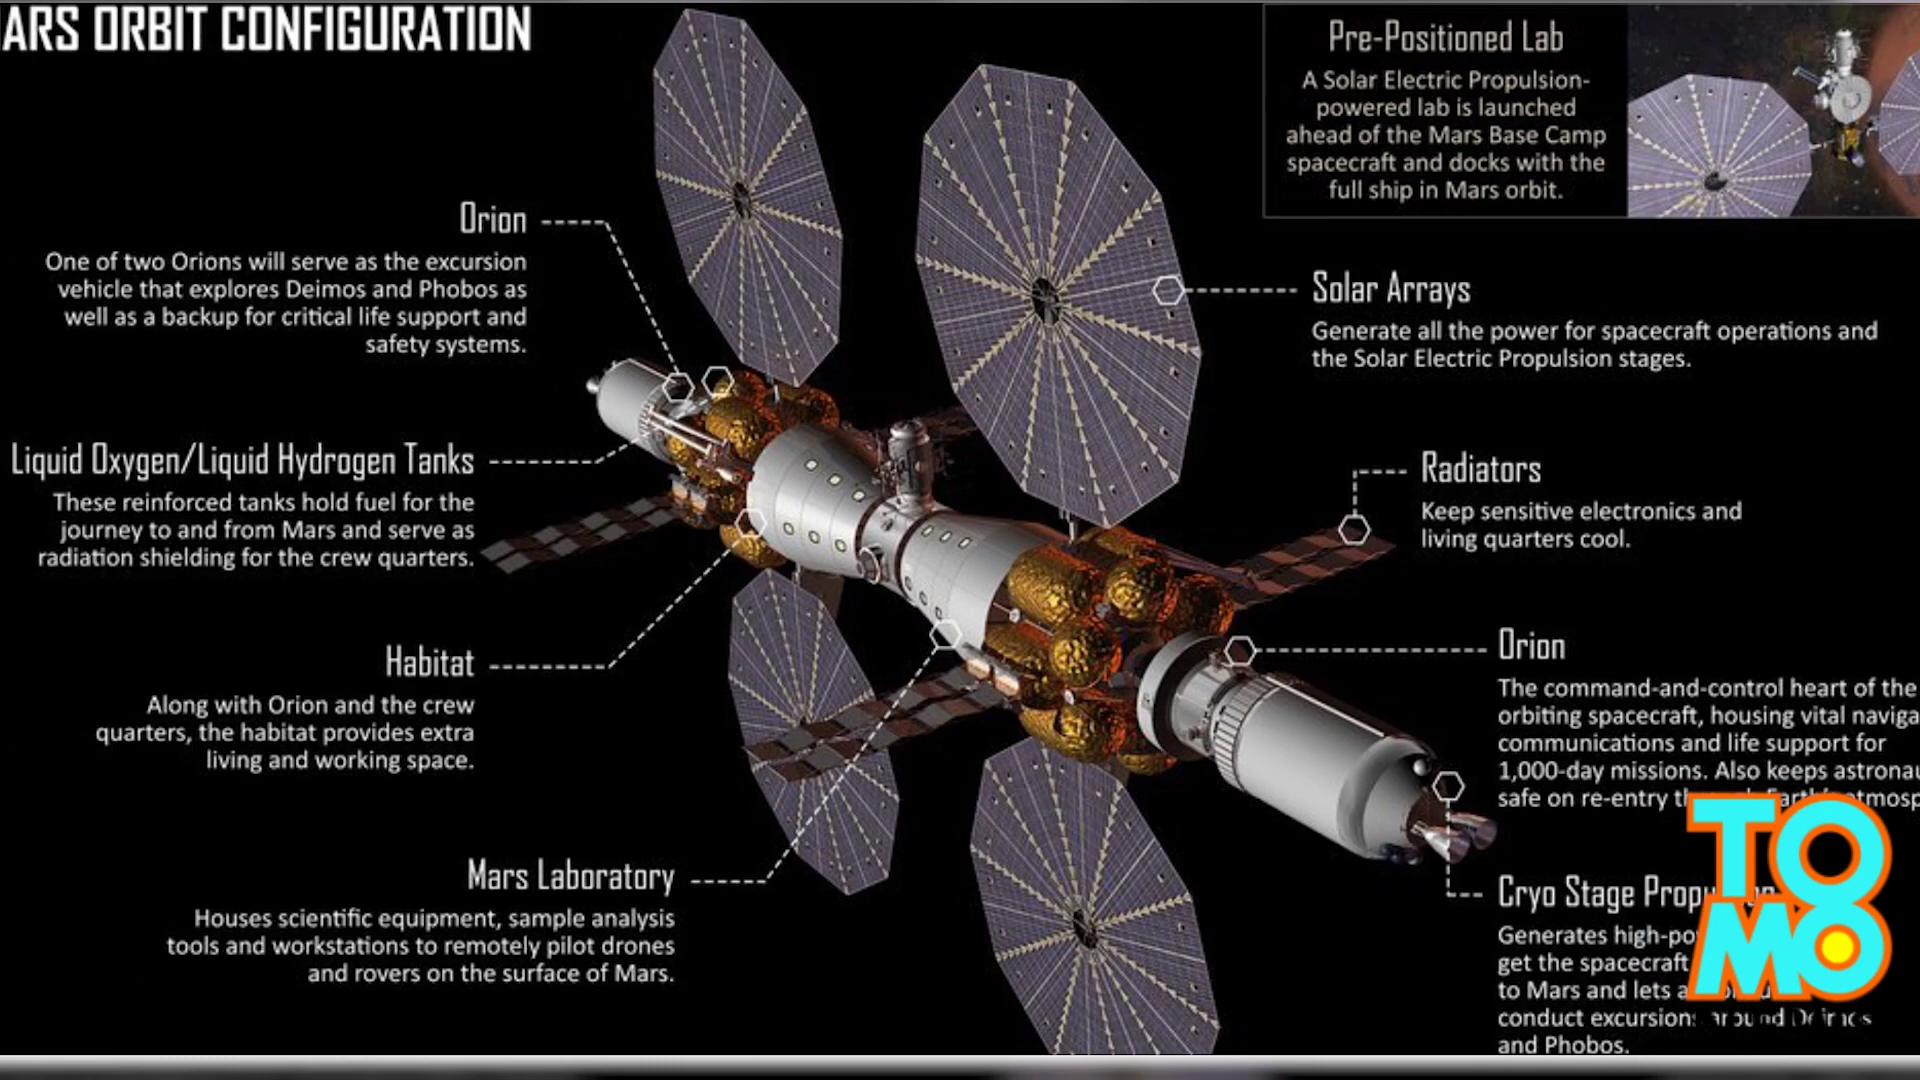 ARS ORBIT CONFIGURATION
Pre-Positioned Lab
A Solar Electric Propulsion-
powered lab is launched
ahead of the Mars Base Camp
spacecraft and docks with the
full ship in Mars orbit.
Orion
One of two Orions will serve as the excursion
vehicle that explores Deimos and Phobos as
well as a backup for critical life support and
safety systems.
Solar Arrays
Generate all the power for spacecraft operations and
the Solar Electric Propulsion stages.
Liquid Oxygen/Liquid Hydrogen Tanks
These reinforced tanks hold fuel for the
journey to and from Mars and serve as
radiation shielding for the crew quarters.
Radiators
Keep sensitive electronics and
living quarters cool.
Habitat
Along with Orion and the crew
quarters, the habitat provides extra
living and working space.
Orion
The command-and-control heart of the
orbiting spacecraft, housing vital naviga
communications and life support for
1,000-day missions. Also keeps astronau
safe on re-entry
Mars Laboratory
Houses scientific equipment, sample analysis
tools and workstations to remotely pilot drones
and rovers on the surface of Mars.
Cryo Stage
Generates
get the spacecraft
to Mars and lets
conduct excursions around Deimos
and Phobos.
TO
MO